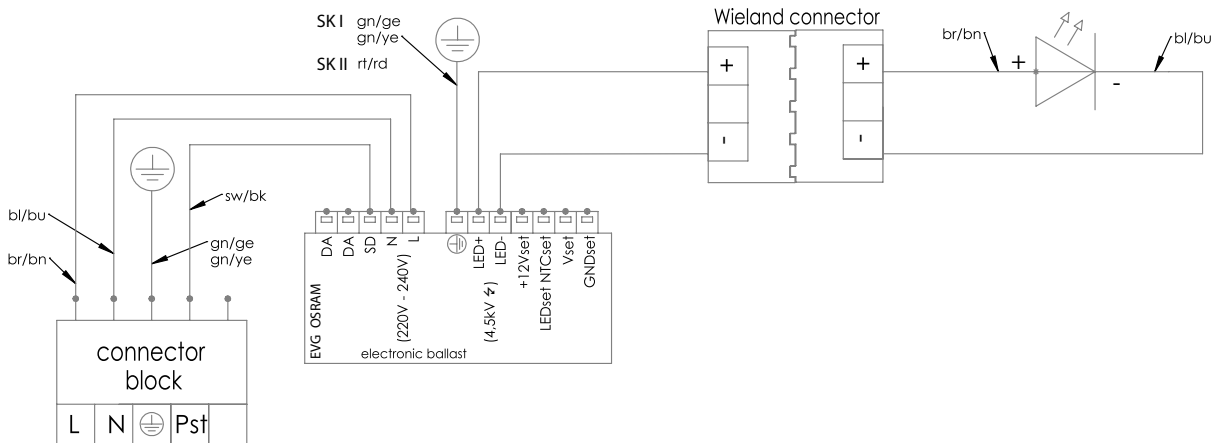 SK I gn/ge
gn/ye
SK II rt/rd
Wieland connector
br/bn
bl/bu
+
-
+
-
+
-
sw/bk
bl/bu
gn/ge
gn/ye
br/bn
DA
DA
SD
N
L
LED+
LED-
+12Vset
LEDset NTCset
Vset
GNDset
(220V - 240V)
(4,5kV)
EVG OSRAM
electronic ballast
connector
block
L N Pst